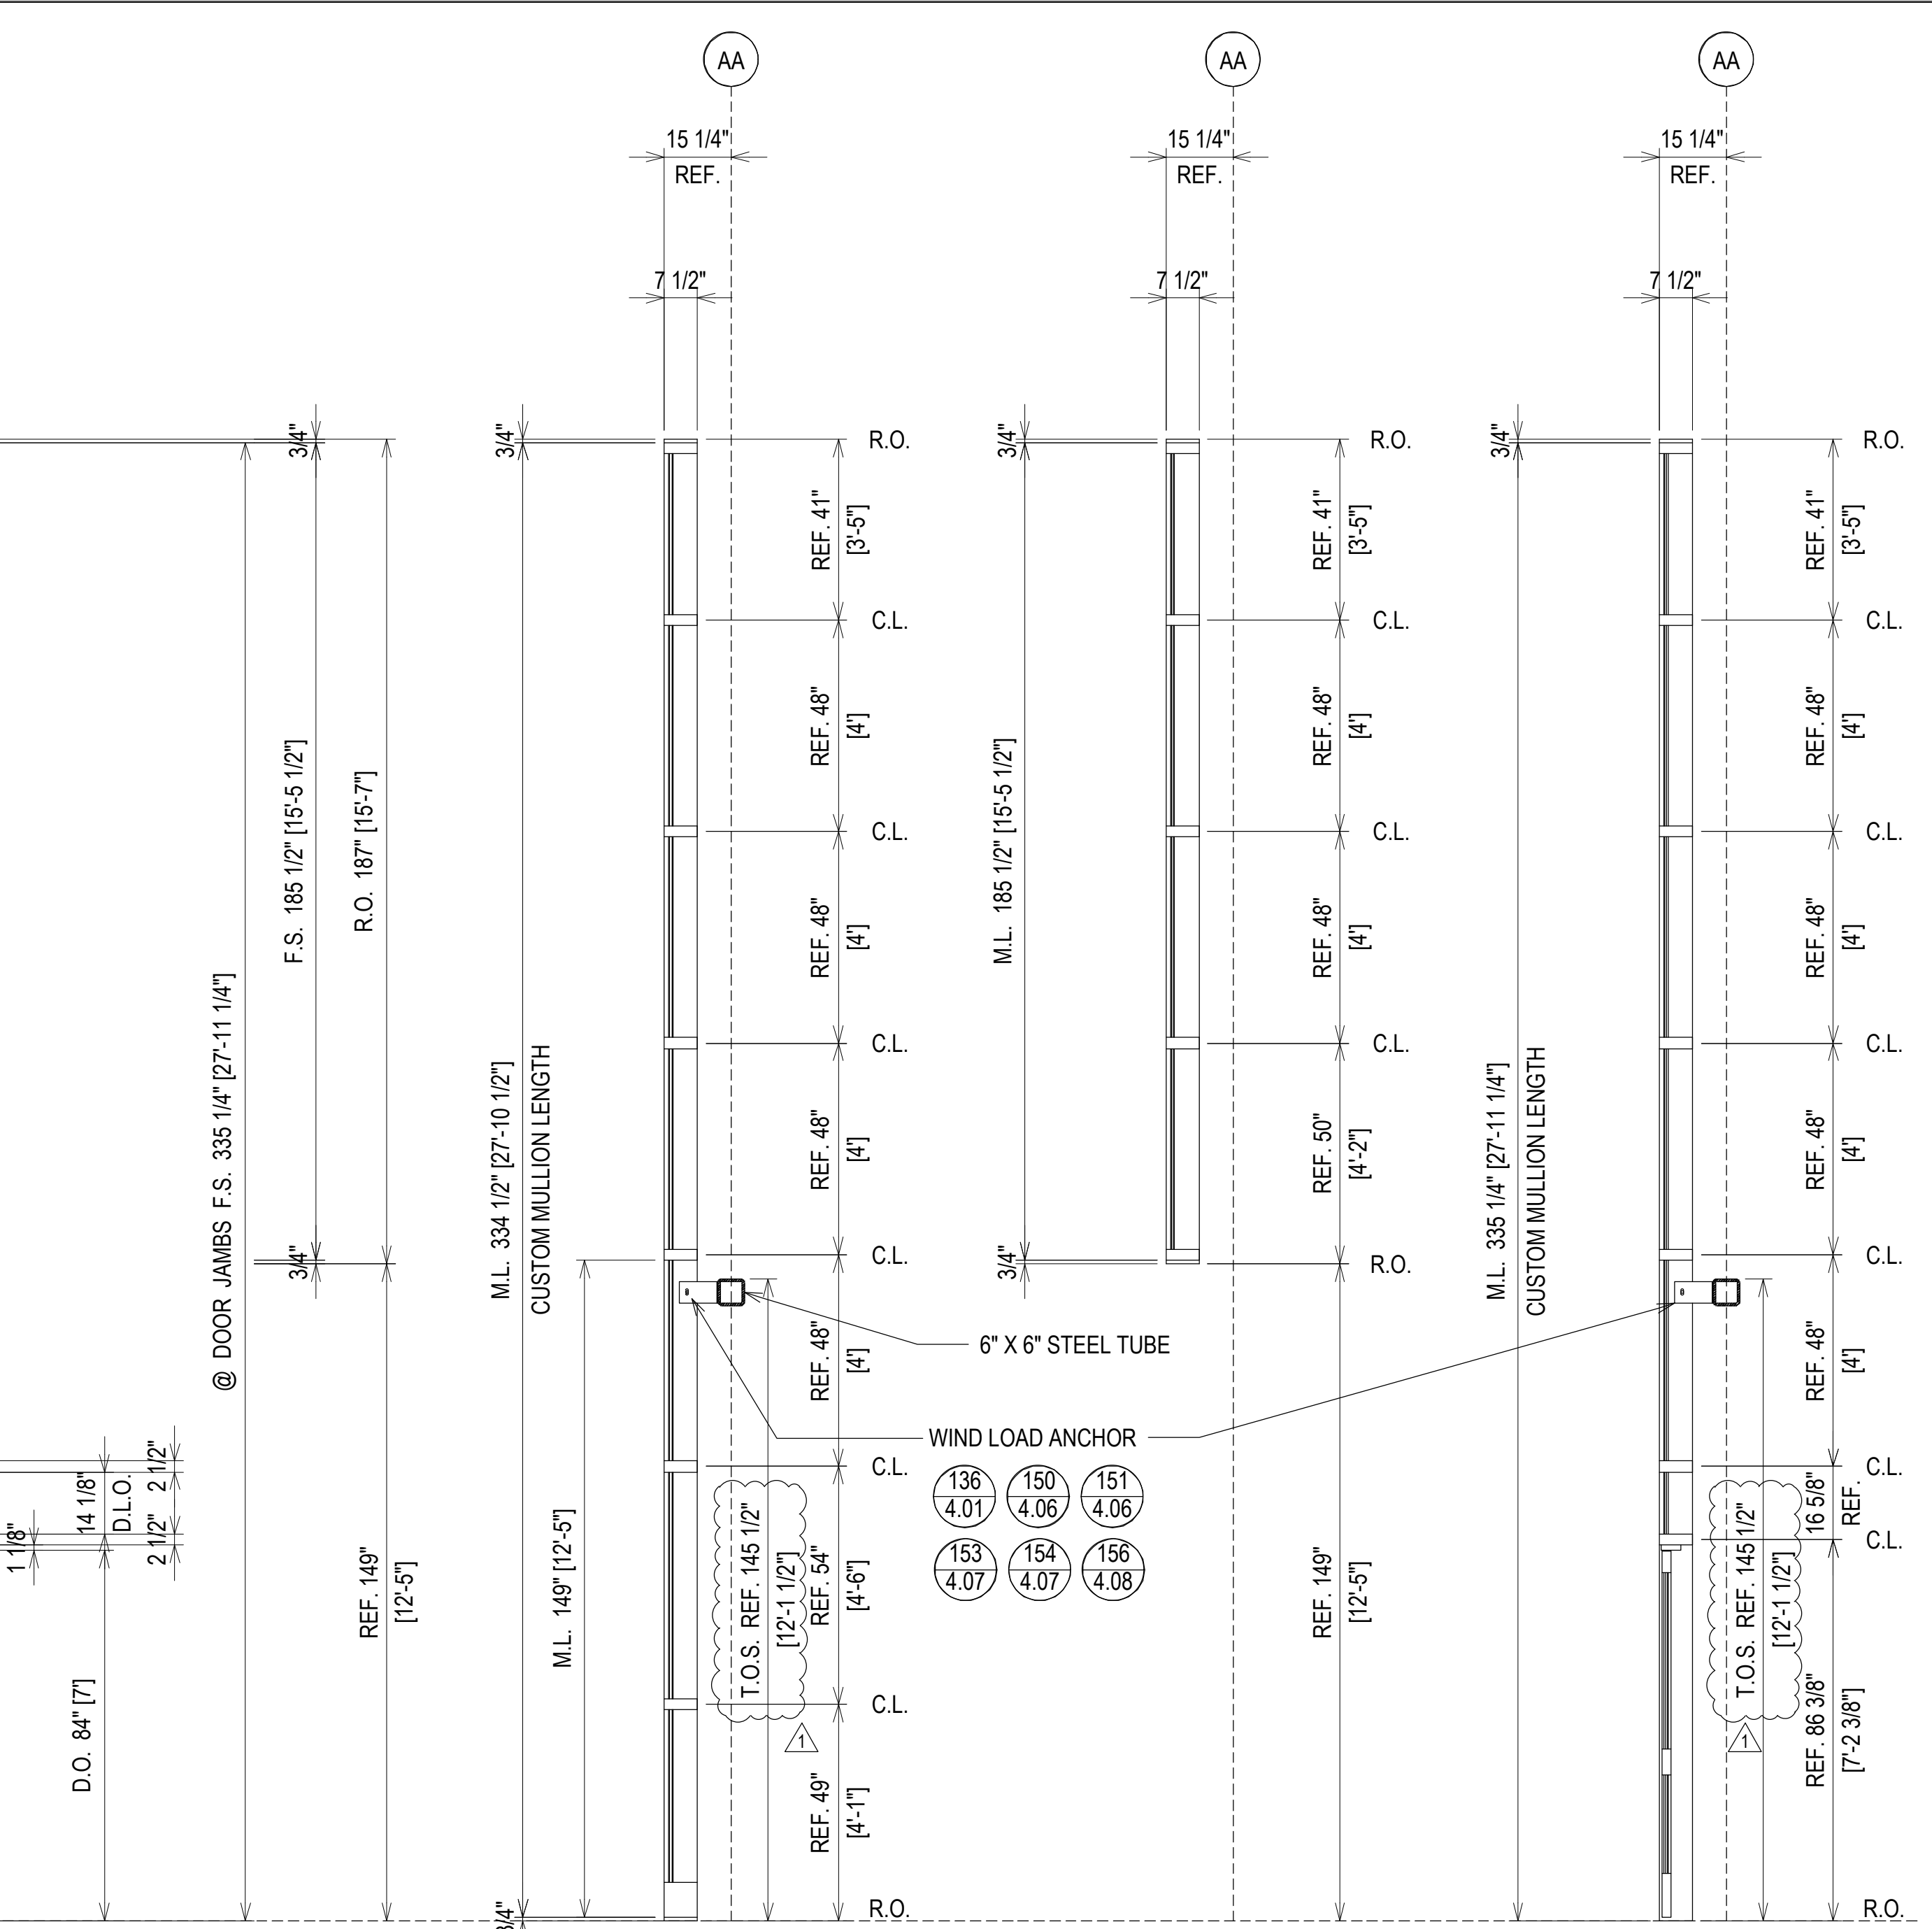 AA
AA
AA
15 1/4"
REF.
15 1/4"
REF.
15 1/4"
REF.
7 1/2"
7 1/2"
7 1/2"
3/4"
F.S. 185 1/2" [15'-5 1/2"]
3/4"
R.O. 187" [15'-7"]
REF. 149"
[12'-5"]
@ DOOR JAMBS F.S. 335 1/4" [27'-11 1/4"]
2 1/2"
14 1/8"
D.L.O.
2 1/2"
1 1/8"
D.O. 84" [7']
3/4"
M.L. 334 1/2" [27'-10 1/2"]
CUSTOM MULLION LENGTH
M.L. 149" [12'-5"]
3/4"
R.O.
REF. 41"
[3'-5"]
C.L.
REF. 48"
[4']
C.L.
REF. 48"
[4']
C.L.
REF. 48"
[4']
C.L.
REF. 48"
[4']
C.L.
REF. 54"
[4'-6"]
C.L.
REF. 49"
[4'-1"]
R.O.
T.O.S. REF. 145 1/2"
[12'-1 1/2"]
1
6" X 6" STEEL TUBE
WIND LOAD ANCHOR
136
4.01
150
4.06
151
4.06
153
4.07
154
4.07
156
4.08
3/4"
M.L. 185 1/2" [15'-5 1/2"]
3/4"
R.O.
REF. 41"
[3'-5"]
C.L.
REF. 48"
[4']
C.L.
REF. 48"
[4']
C.L.
REF. 50"
[4'-2"]
R.O.
REF. 149"
[12'-5"]
3/4"
M.L. 335 1/4" [27'-11 1/4"]
CUSTOM MULLION LENGTH
R.O.
REF. 41"
[3'-5"]
C.L.
REF. 48"
[4']
C.L.
REF. 48"
[4']
C.L.
REF. 48"
[4']
C.L.
REF. 48"
[4']
C.L.
16 5/8"
REF.
C.L.
REF. 86 3/8"
[7'-2 3/8"]
R.O.
T.O.S. REF. 145 1/2"
[12'-1 1/2"]
1